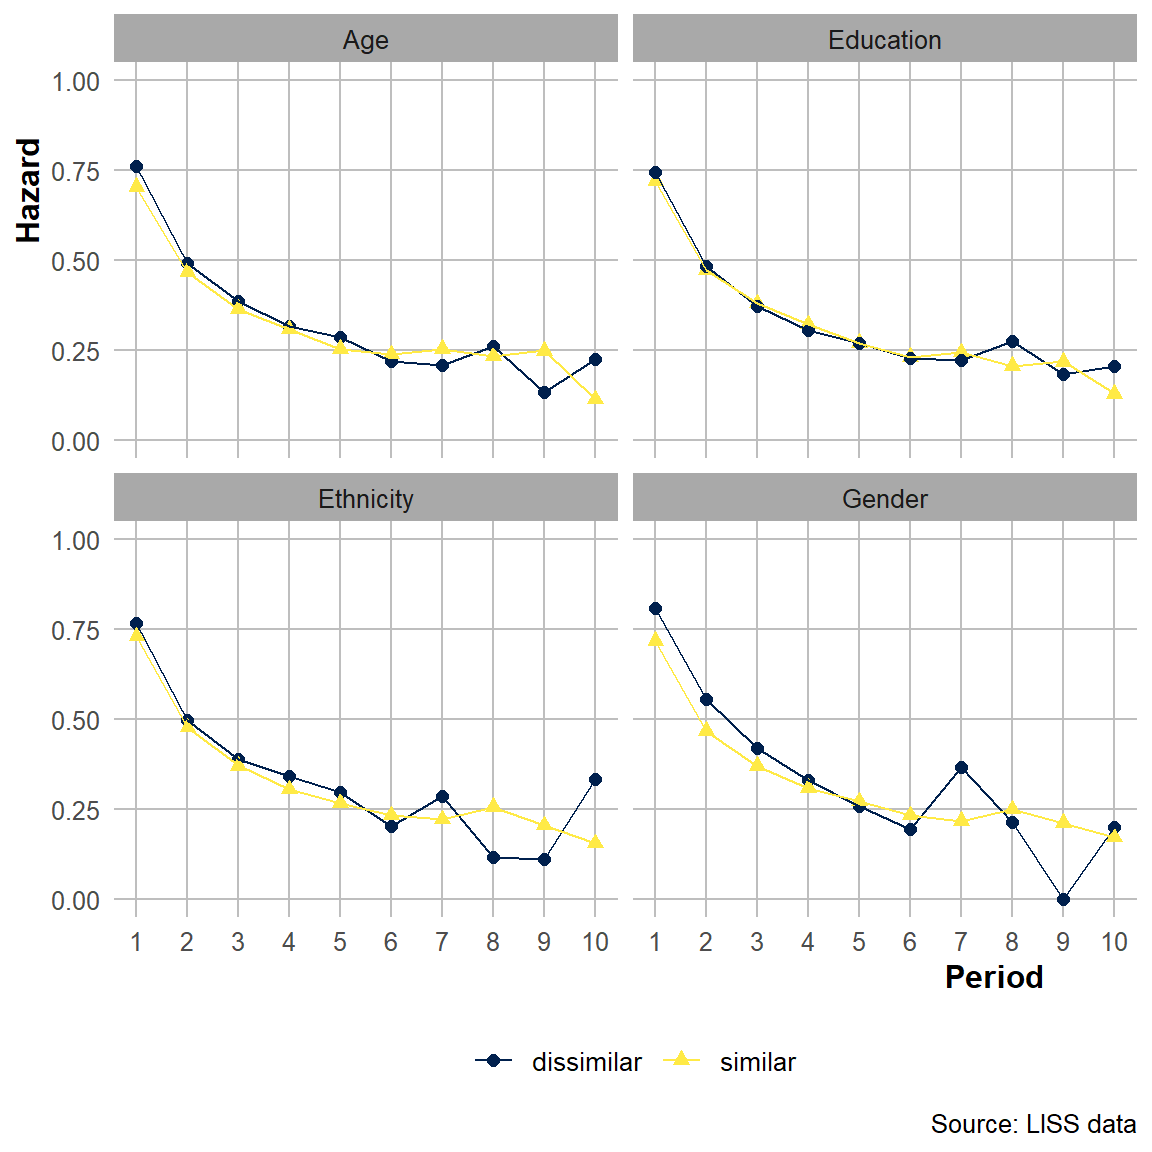 Age
Education
1.00
0.75
0.50
0.25
0.00
Hazard
Ethnicity
Gender
1.00
0.75
0.50
0.25
0.00
1 2 3 4 5 6 7 8 9 10
1 2 3 4 5 6 7 8 9 10
Period
dissimilar similar
Source: LISS data